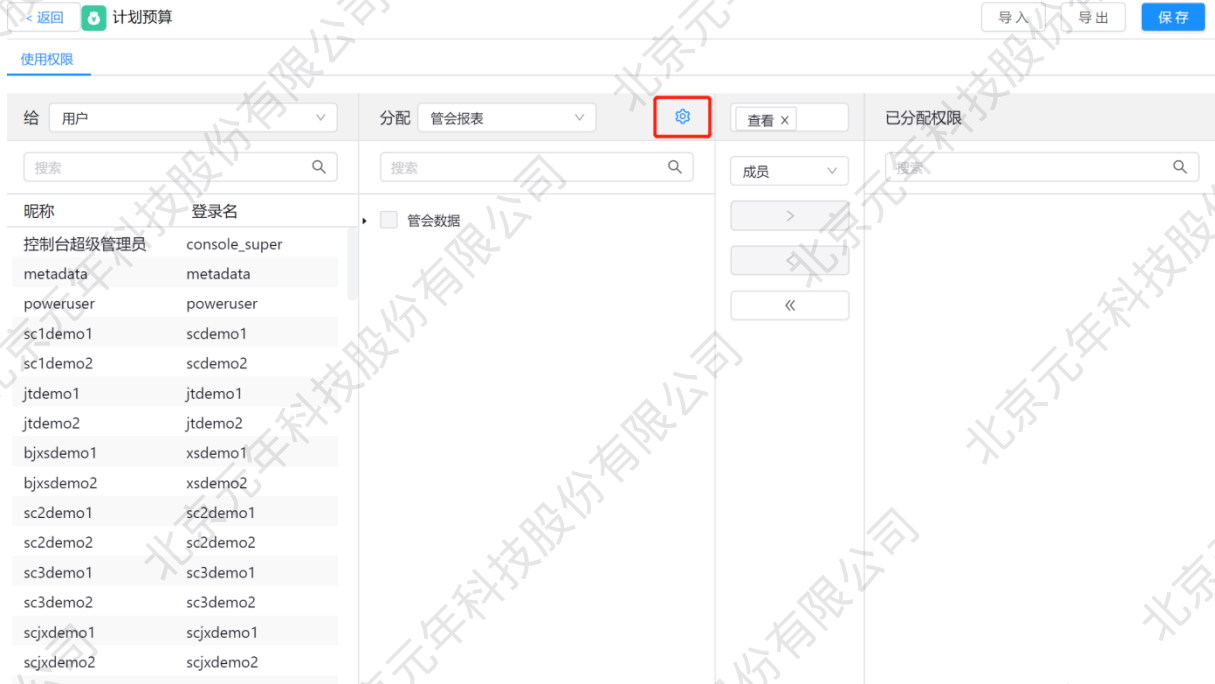 < 返回 计划预算 导入 导出 保存
使用权限
给 用户 分配 管会报表 查看 x 已分配权限
搜索 搜索 成员 搜索
昵称 登录名
>
管会数据
控制台超级管理员 console_super
<
metadata metadata
poweruser poweruser
«
sc1demo1 scdemo1
sc1demo2 scdemo2
jtdemo1 jtdemo1
jtdemo2 jtdemo2
bjxsdemo1 xsdemo1
bjxsdemo2 xsdemo2
sc2demo1 sc2demo1
sc2demo2 sc2demo2
sc3demo1 sc3demo1
sc3demo2 sc3demo2
scjxdemo1 scjxdemo1
scjxdemo2 scjxdemo2
北京元年科技股份有限公司